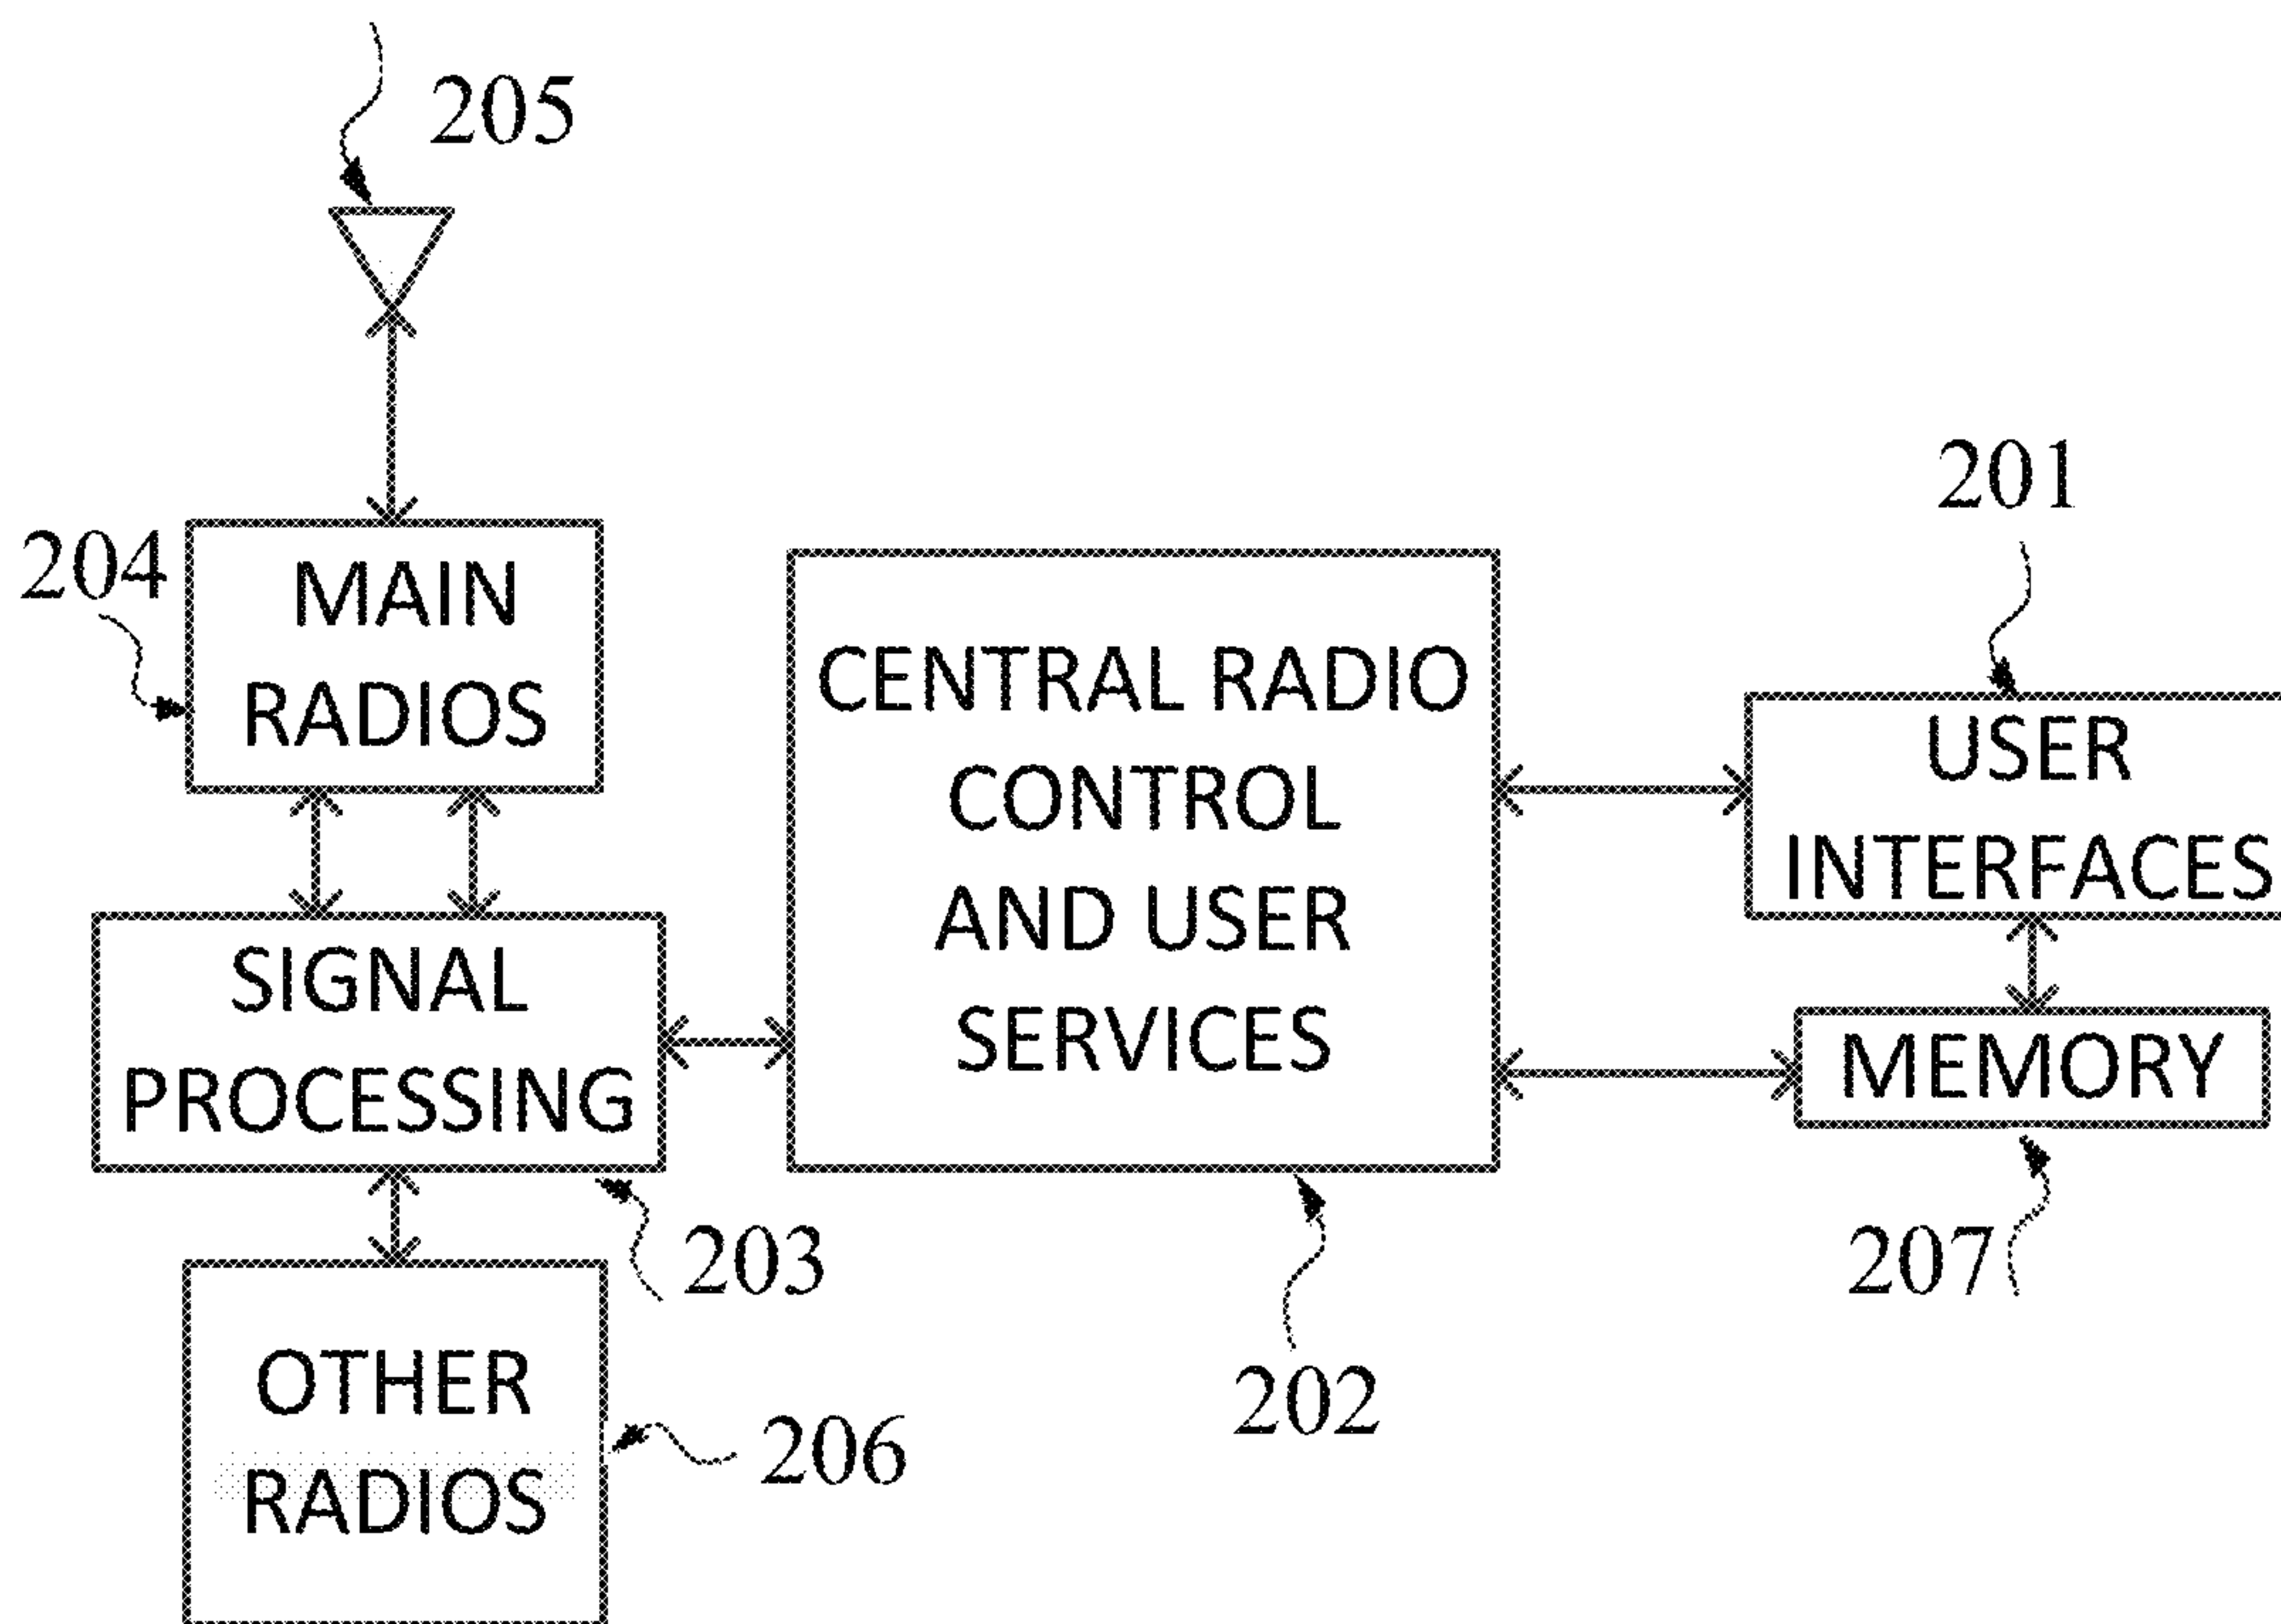 205
204
MAIN
RADIOS
201
CENTRAL RADIO
CONTROL
AND USER
SERVICES
USER
INTERFACES
SIGNAL
PROCESSING
MEMORY
203
207
202
OTHER
RADIOS
206